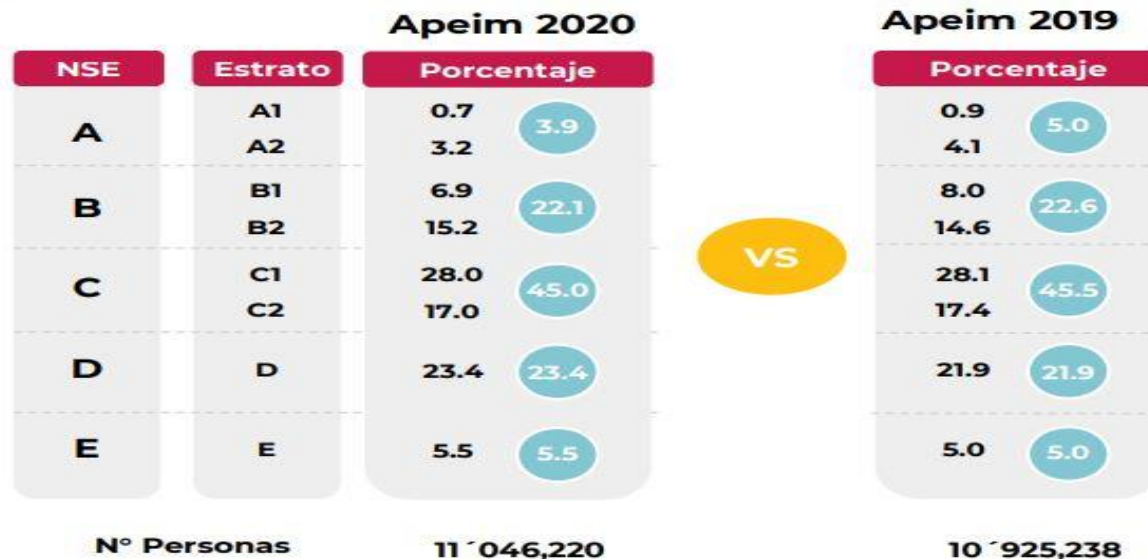 Apeim 2020 Apeim 2019
NSE Estrato Porcentaje Porcentaje
A1 0.7 0.9
A 3.9 5.0
A2 3.2 4.1
B1 6.9 8.0
B 22.1 22.6
B2 15.2 14.6
VS
C1 28.0 28.1
C 45.0 45.5
C2 17.0 17.4
D D 23.4 23.4 21.9 21.9
E E 5.5 5.5 5.0 5.0
N° Personas 11´046,220 10´925,238